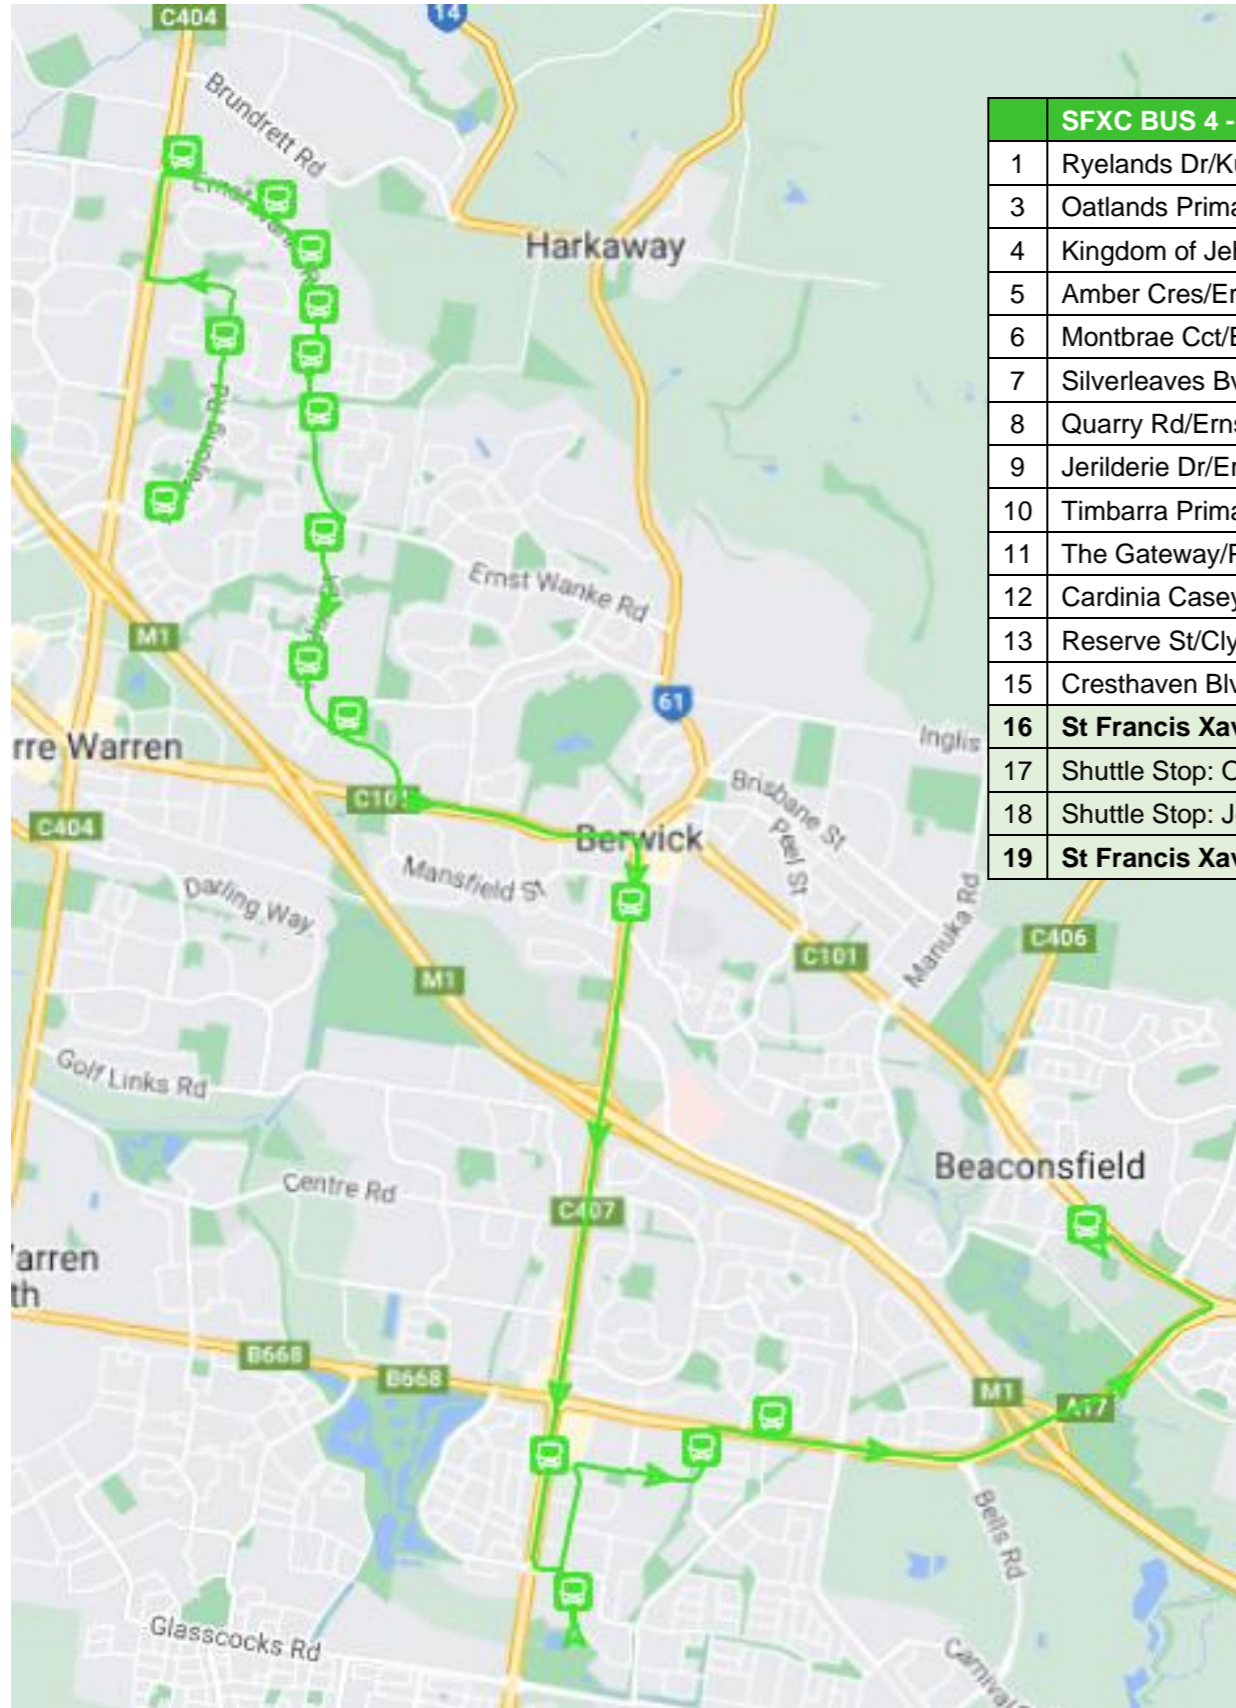 C404
14
Brundrett Rd
Harkaway
Ernst Wanke Rd
M1
61
Inglis
rre Warren
C101
C404
Berwick
Brisbane St
Peel St
Mansfield St
Darling Way
Manuka Rd
C406
C101
M1
Golf Links Rd
Centre Rd
C407
Beaconsfield
arren
th
B668
B668
M1
A17
Bells Rd
Glasscocks Rd
SFXC BUS 4 -
1 Ryelands Dr/Ku
3 Oatlands Prima
4 Kingdom of Jeh
5 Amber Cres/Er
6 Montbrae Cct/E
7 Silverleaves Bv
8 Quarry Rd/Erns
9 Jerilderie Dr/Er
10 Timbarra Prima
11 The Gateway/P
12 Cardinia Casey
13 Reserve St/Cly
15 Cresthaven Blv
16 St Francis Xav
17 Shuttle Stop: O
18 Shuttle Stop: Jo
19 St Francis Xav